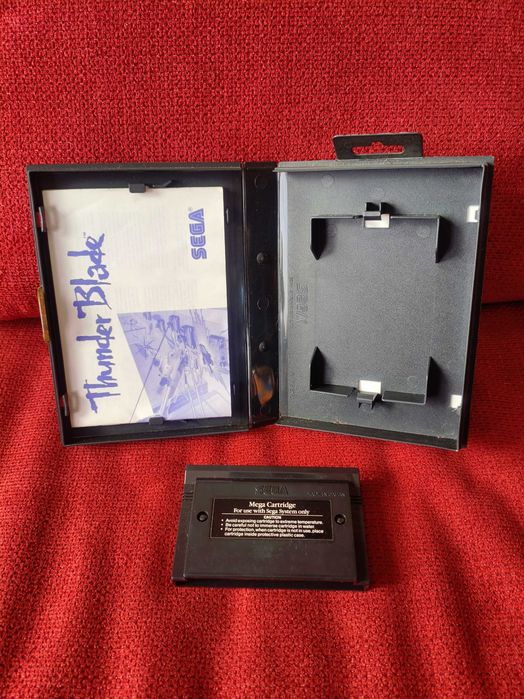 Thunder Blade™
SEGA
SEGA
SEGA
Mega Cartridge
For use with Sega System only
CAUTION
• Avoid exposing cartridge to extreme temperature.
• Be careful not to immerse cartridge in water.
• For protection, when cartridge is not in use, place
cartridge inside protective plastic case.